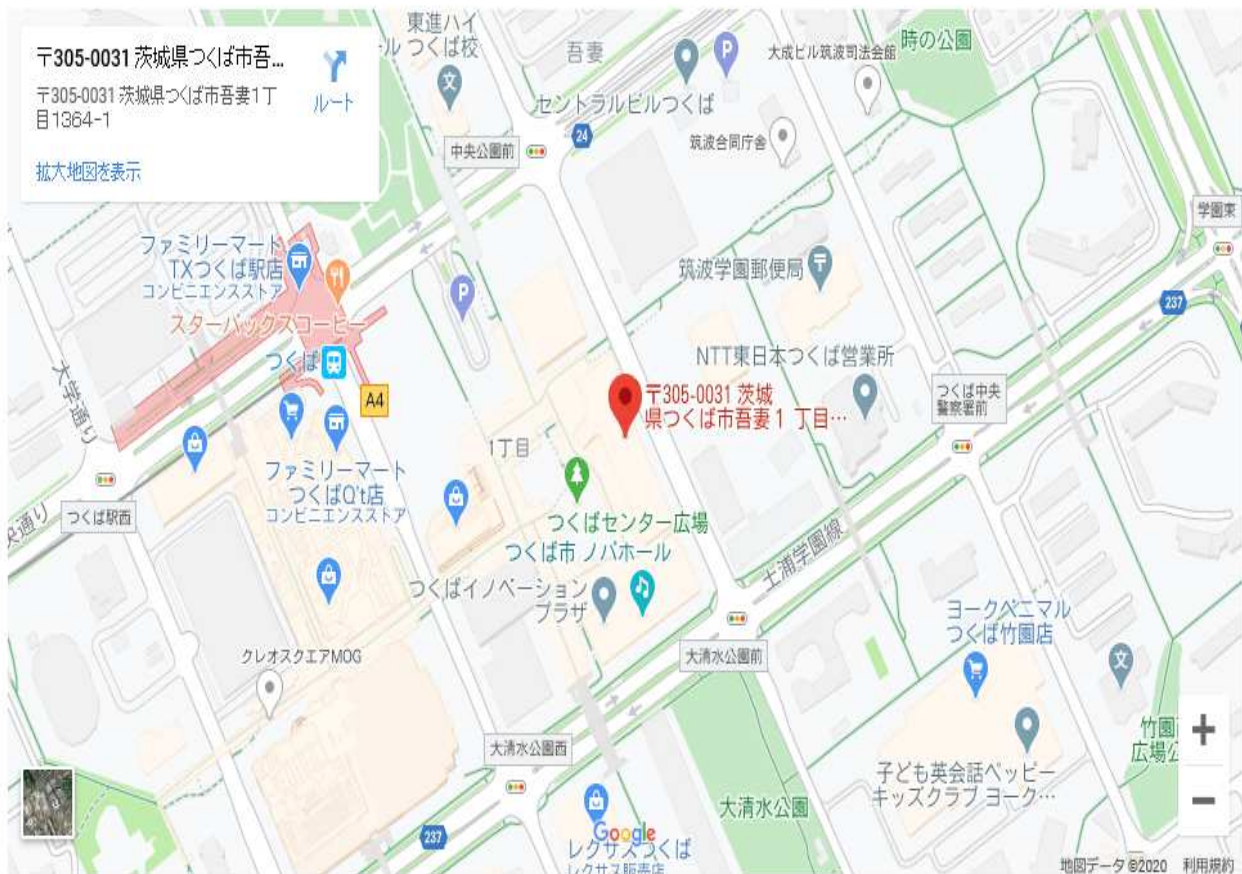 〒305-0031 茨城県つくば市吾...
〒305-0031 茨城県つくば市吾妻1丁
目1364-1
ルート
拡大地図を表示
東進ハイ
ール つくば校
吾妻
P
大成ビル筑波司法会館
時の公園
セントラルビルつくば
24
中央公園前
筑波合同庁舎
学園東
ファミリーマート
TXつくば駅店
コンビニエンスストア
P
筑波学園郵便局
237
スターバックスコーヒー
つくば
大学通り
A4
NTT東日本つくば営業所
〒305-0031 茨城
県つくば市吾妻 1 丁目…
つくば中央
警察署前
1丁目
ファミリーマート
つくばQ't店
コンビニエンスストア
つくば駅西
央通り
つくばセンター広場
つくば市 ノバホール
土浦学園線
つくばイノベーション
プラザ
ヨークベニマル
つくば竹園店
クレオスクエアMOG
大清水公園前
大清水公園西
竹園西
広場公
子ども英会話ペッピー
キッズクラブ ヨーク…
大清水公園
237
Google
レクサスつくば
レクサス販売店
地図データ ©2020 利用規約